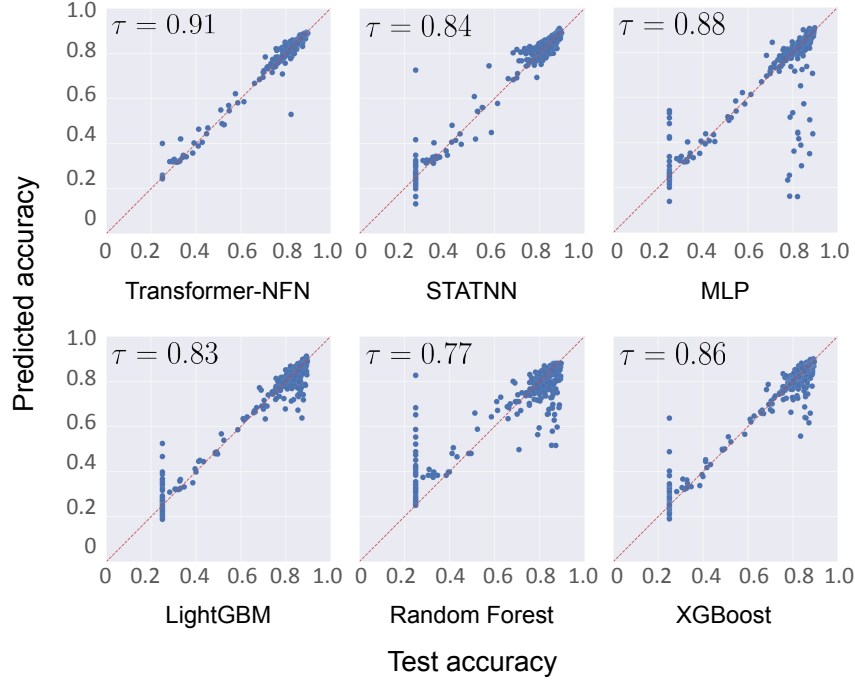 Predicted accuracy
1.0
0.8
0.6
0.4
0.2
0
τ = 0.91
τ = 0.84
τ = 0.88
0 0.2 0.4 0.6 0.8 1.0
0 0.2 0.4 0.6 0.8 1.0
0.2 0.4 0.6 0.8 1.0
Transformer-NFN
STATNN
MLP
1.0
0.8
0.6
0.4
0.2
0
τ = 0.83
τ = 0.77
τ = 0.86
0 0.2 0.4 0.6 0.8 1.0
0 0.2 0.4 0.6 0.8 1.0
0.2 0.4 0.6 0.8 1.0
LightGBM
Random Forest
XGBoost
Test accuracy